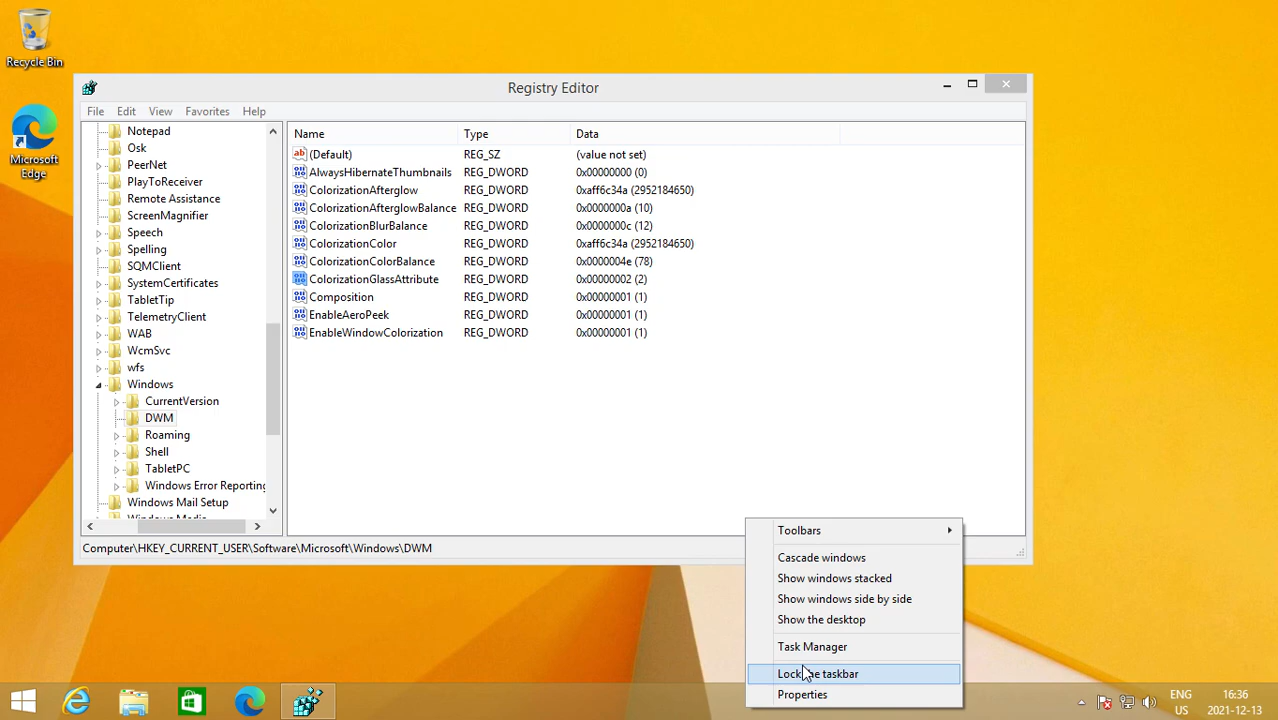 Recycle Bin
Microsoft
Edge
Registry Editor
File Edit View Favorites Help
Notepad
Osk
PeerNet
PlayToReceiver
Remote Assistance
ScreenMagnifier
Speech
Spelling
SQMClient
SystemCertificates
TabletTip
TelemetryClient
WAB
WcmSvc
wfs
Windows
CurrentVersion
DWM
Roaming
Shell
TabletPC
Windows Error Reporting
Windows Mail Setup
Name Type Data
(Default) REG_SZ (value not set)
AlwaysHibernateThumbnails REG_DWORD 0x00000000 (0)
ColorizationAfterglow REG_DWORD 0xaff6c34a (2952184650)
ColorizationAfterglowBalance REG_DWORD 0x0000000a (10)
ColorizationBlurBalance REG_DWORD 0x0000000c (12)
ColorizationColor REG_DWORD 0xaff6c34a (2952184650)
ColorizationColorBalance REG_DWORD 0x0000004e (78)
ColorizationGlassAttribute REG_DWORD 0x00000002 (2)
Composition REG_DWORD 0x00000001 (1)
EnableAeroPeek REG_DWORD 0x00000001 (1)
EnableWindowColorization REG_DWORD 0x00000001 (1)
Computer\HKEY_CURRENT_USER\Software\Microsoft\Windows\DWM
Toolbars
Cascade windows
Show windows stacked
Show windows side by side
Show the desktop
Task Manager
Lock the taskbar
Properties
ENG
US
16:36
2021-12-13